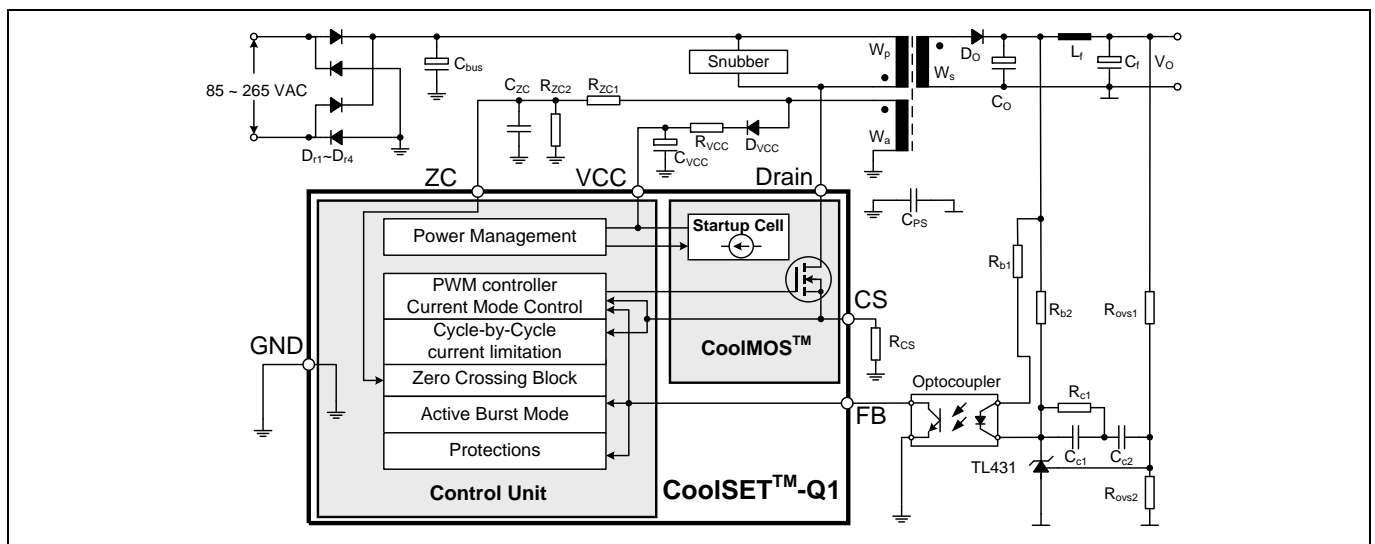 Snubber
Wp
Ws
DO
Lf
Cf
VO
Cbus
CO
85 ~ 265 VAC
CZC
RZC2
RZC1
Wa
RVCC
DVCC
CVCC
Dr1~Dr4
ZC
VCC
Drain
CPS
Power Management
Startup Cell
Rb1
PWM controller
Current Mode Control
CS
Rb2
Rovs1
Cycle-by-Cycle
current limitation
CoolMOS™
RCS
GND
Zero Crossing Block
Optocoupler
Rc1
Active Burst Mode
FB
Protections
Cc1
Cc2
TL431
Control Unit
CoolSET™-Q1
Rovs2